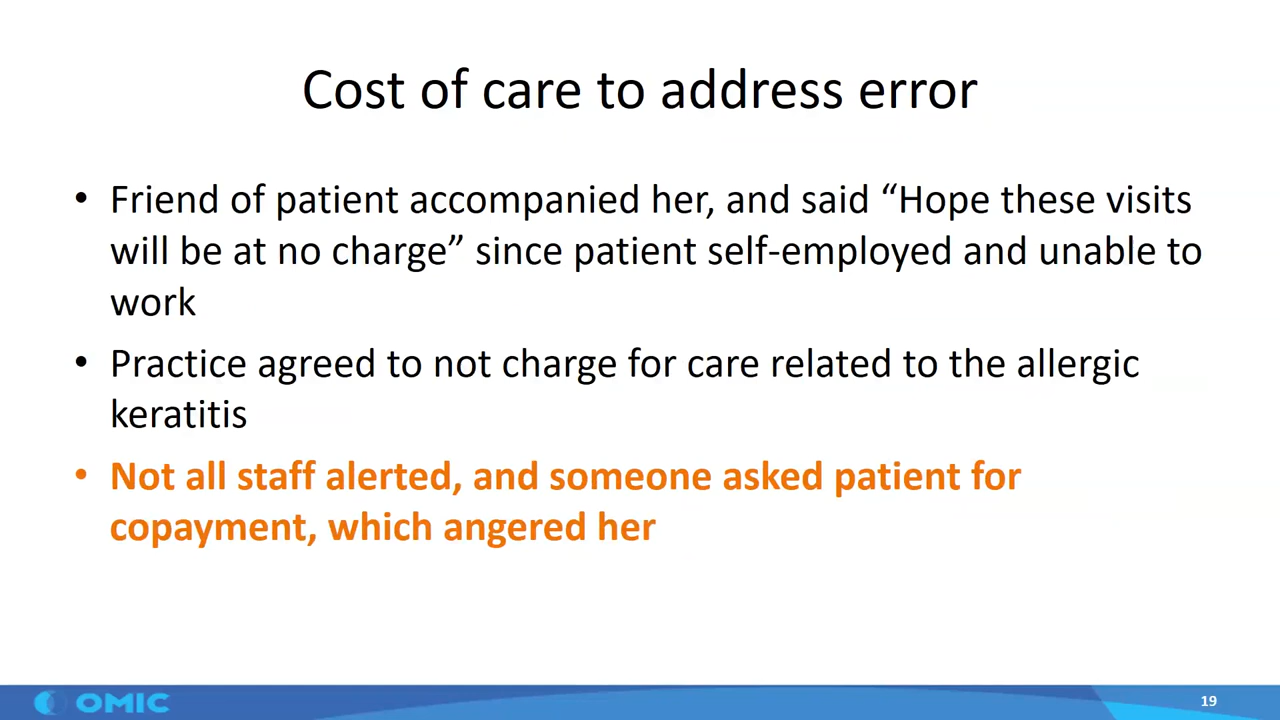 Cost of care to address error
• Friend of patient accompanied her, and said “Hope these visits
will be at no charge” since patient self-employed and unable to
work
• Practice agreed to not charge for care related to the allergic
keratitis
• Not all staff alerted, and someone asked patient for
copayment, which angered her
OMIC
19